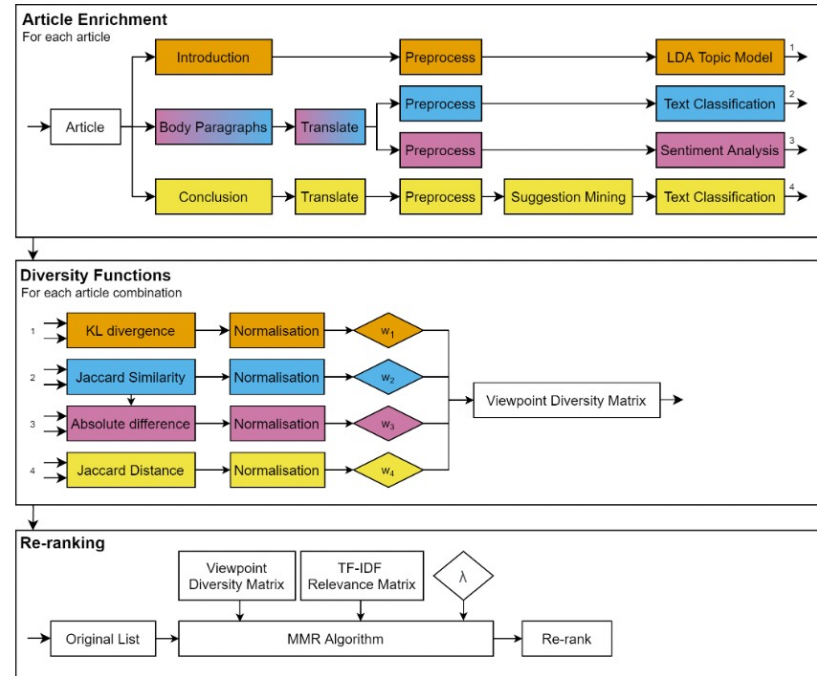 Article Enrichment
For each article
Introduction
Preprocess
LDA Topic Model
1
Article
Body Paragraphs
Translate
Preprocess
Text Classification
2
Preprocess
Sentiment Analysis
3
Conclusion
Translate
Preprocess
Suggestion Mining
Text Classification
4
Diversity Functions
For each article combination
1
KL divergence
Normalisation
w1
2
Jaccard Similarity
Normalisation
w2
Viewpoint Diversity Matrix
3
Absolute difference
Normalisation
w3
4
Jaccard Distance
Normalisation
w4
Re-ranking
Viewpoint
Diversity Matrix
TF-IDF
Relevance Matrix
λ
Original List
MMR Algorithm
Re-rank